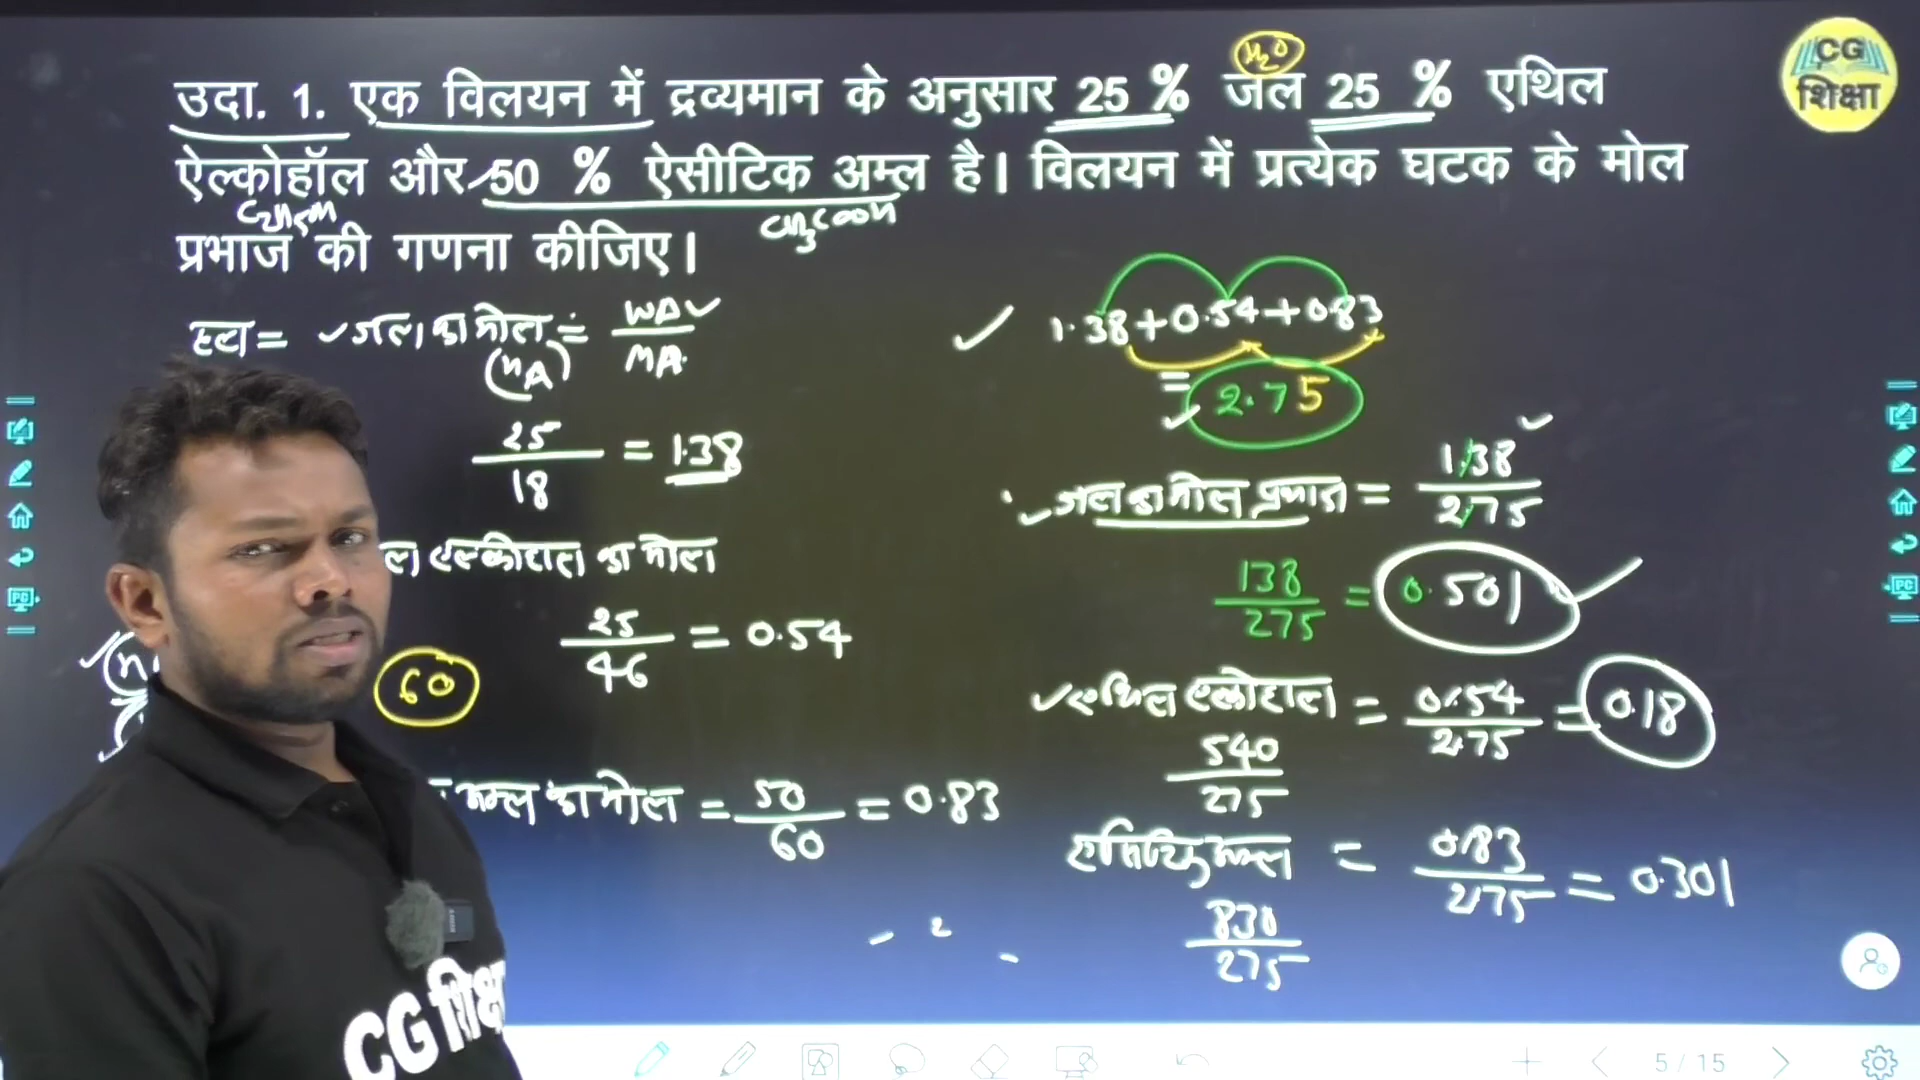 H₂O
CG
शिक्षा
उदा. 1. एक विलयन में द्रव्यमान के अनुसार 25 % जल 25 % एथिल
ऐल्कोहॉल और 50 % ऐसीटिक अम्ल है। विलयन में प्रत्येक घटक के मोल
C₂H₅OH
CH₃COOH
प्रभाज की गणना कीजिए।
हल = जल का मोल = WA/MA
(nA)
25/18 = 1.38
ल एल्कोहाल का मोल
25/46 = 0.54
60
अम्ल का मोल = 50/60 = 0.83
1.38+0.54+0.83
= 2.75
जल का मोल प्रभाज = 1.38/2.75
138/275 = 0.501
एथिल एल्कोहाल = 0.54/2.75 = 0.18
540/275
एसिटिक अम्ल = 0.83/2.75 = 0.301
830/275
CG शिक्षा
5 / 15